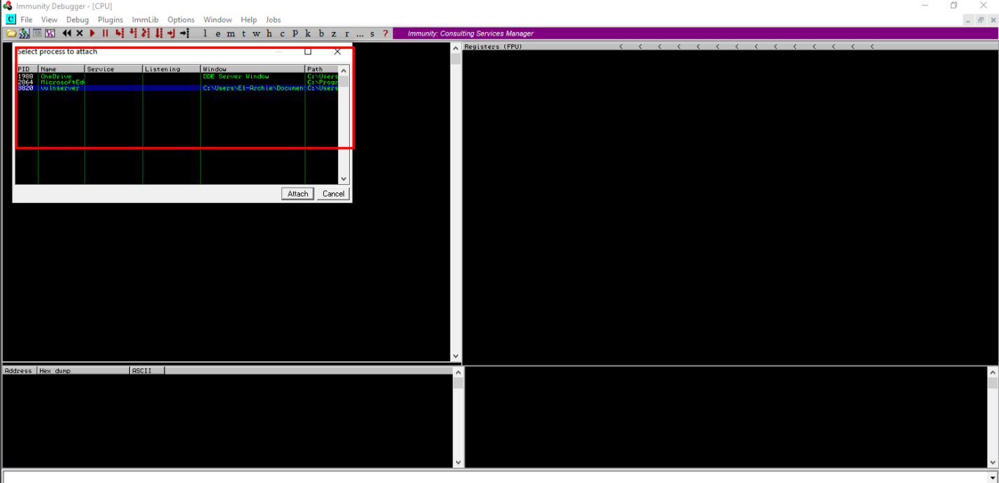 Immunity Debugger - [CPU]
C File View Debug Plugins ImmLib Options Window Help Jobs
l e m t w h c P k b z r ... s ? Immunity: Consulting Services Manager
Select process to attach
Registers (FPU) < < < < < < < < < < < < < <
PID Name Service Listening Window Path
1988 OneDrive DDE Server Window C:\Users
2864 MicrosoftEd C:\Progr
3820 vulnserver C:\Users\El-Archie\Documen C:\Users
Attach Cancel
Address Hex dump ASCII